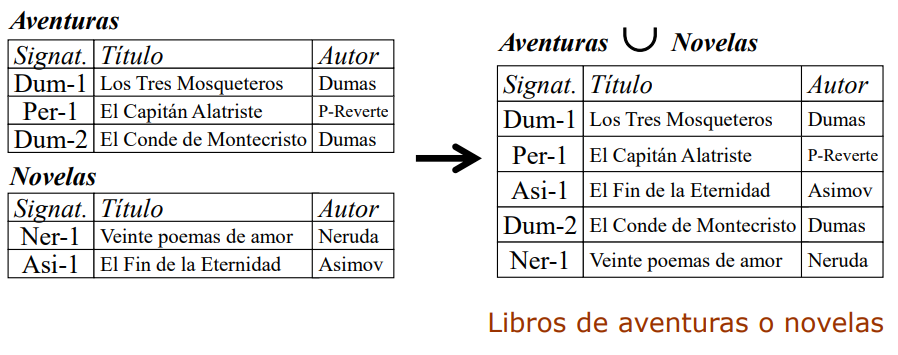 Aventuras
Signat. Título Autor
Dum-1 Los Tres Mosqueteros Dumas
Per-1 El Capitán Alatriste P-Reverte
Dum-2 El Conde de Montecristo Dumas
Novelas
Signat. Título Autor
Ner-1 Veinte poemas de amor Neruda
Asi-1 El Fin de la Eternidad Asimov
Aventuras ∪ Novelas
Signat. Título Autor
Dum-1 Los Tres Mosqueteros Dumas
Per-1 El Capitán Alatriste P-Reverte
Asi-1 El Fin de la Eternidad Asimov
Dum-2 El Conde de Montecristo Dumas
Ner-1 Veinte poemas de amor Neruda
Libros de aventuras o novelas